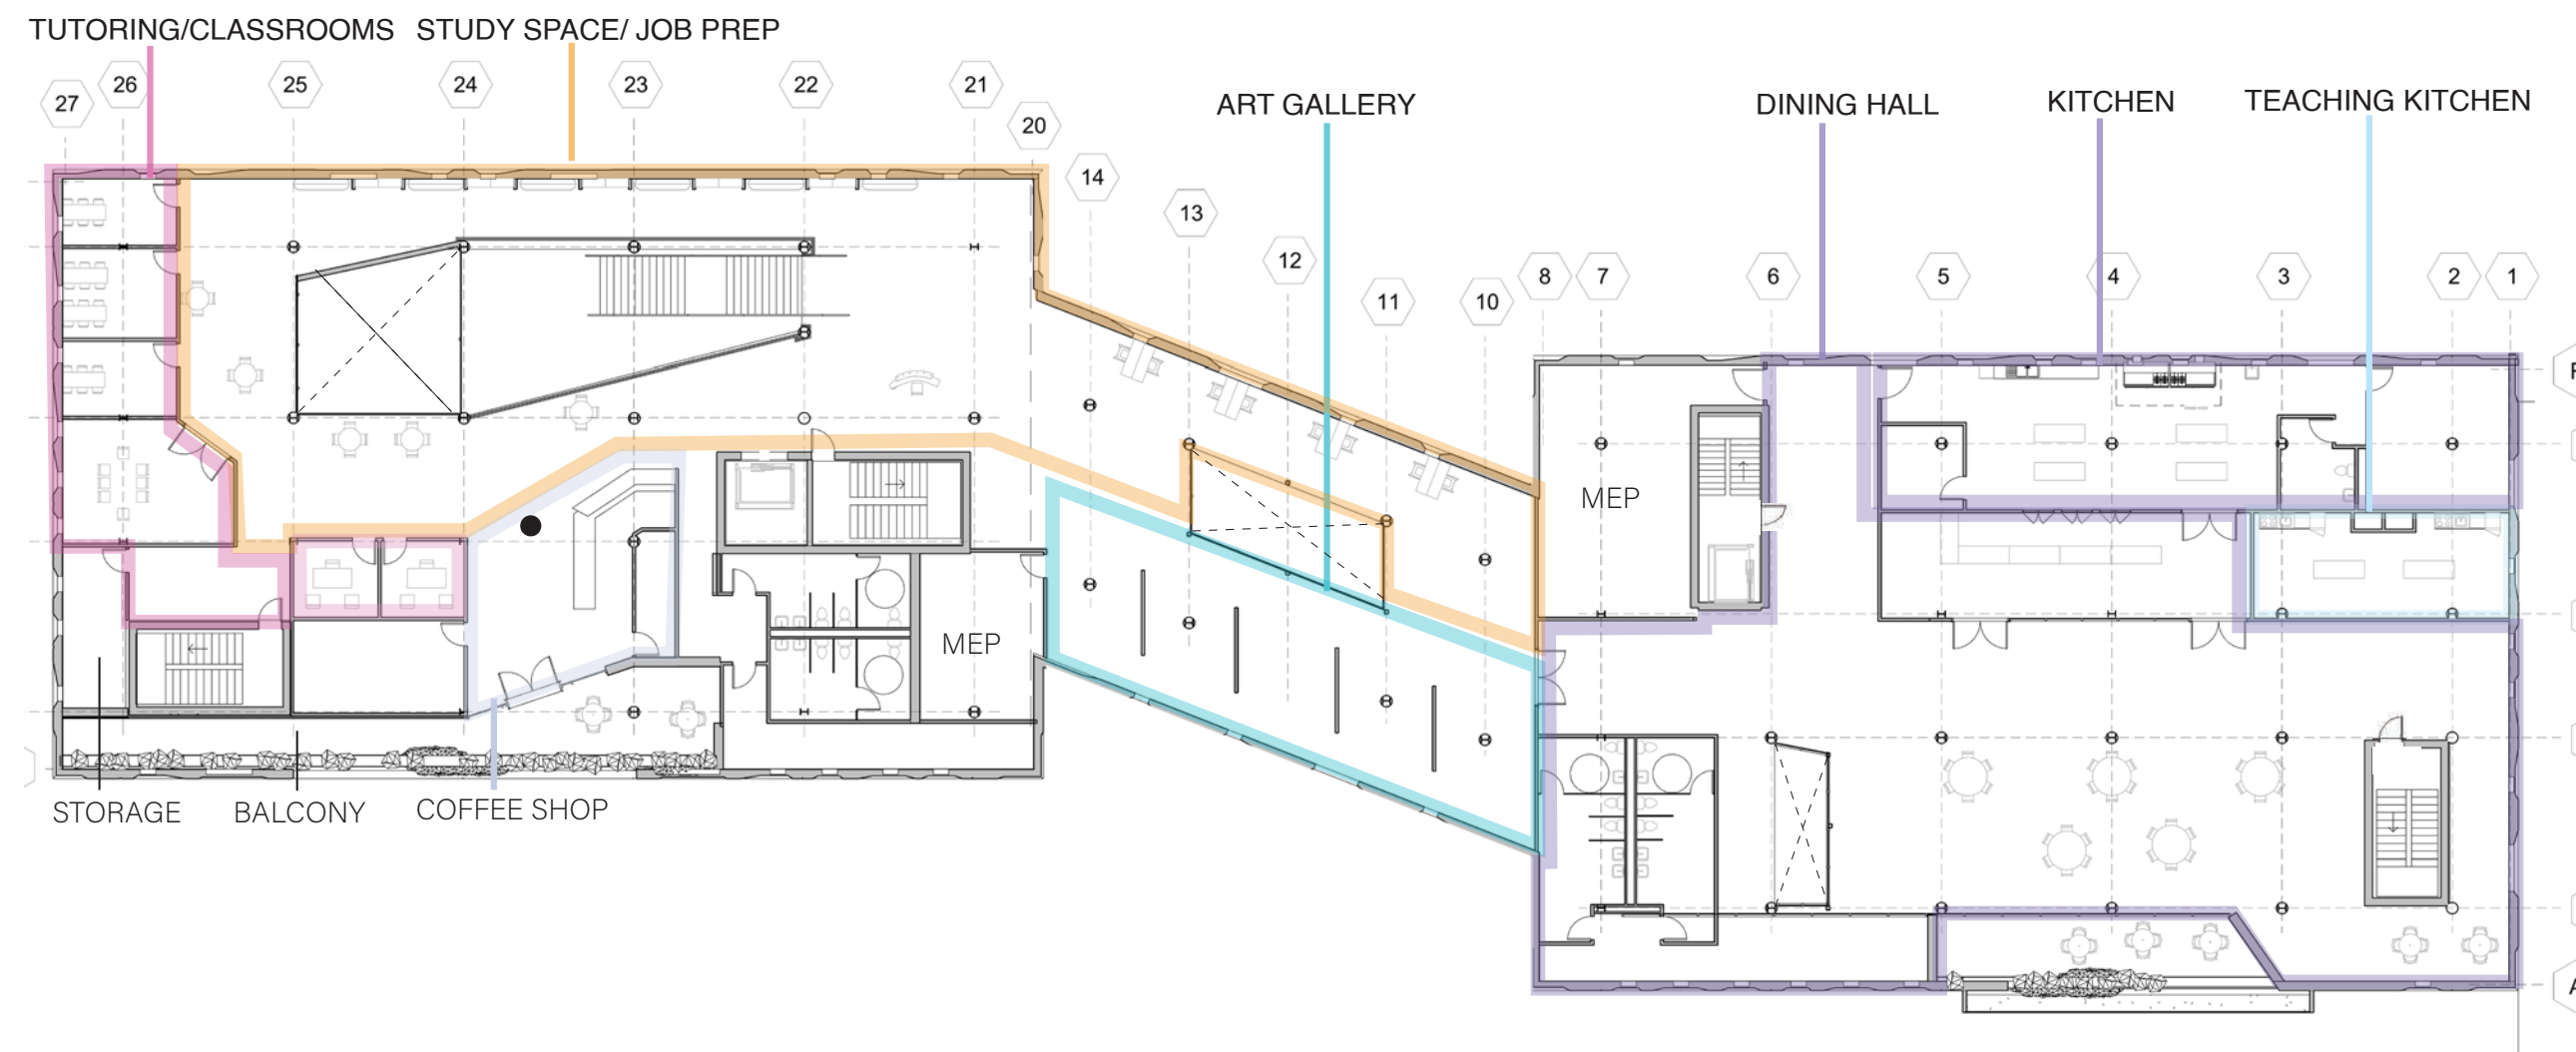 TUTORING/CLASSROOMS STUDY SPACE/ JOB PREP
27 26 25 24 23 22 21 20
14 13 12 11 10
ART GALLERY
DINING HALL KITCHEN TEACHING KITCHEN
8 7 6 5 4 3 2 1
MEP
MEP
STORAGE BALCONY COFFEE SHOP